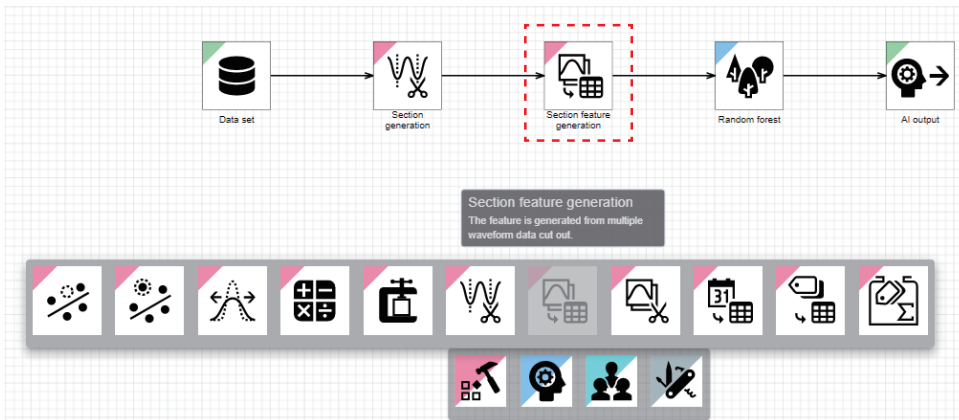 Data set
Section
generation
Section feature
generation
Random forest
AI output
Section feature generation
The feature is generated from multiple
waveform data cut out.
31